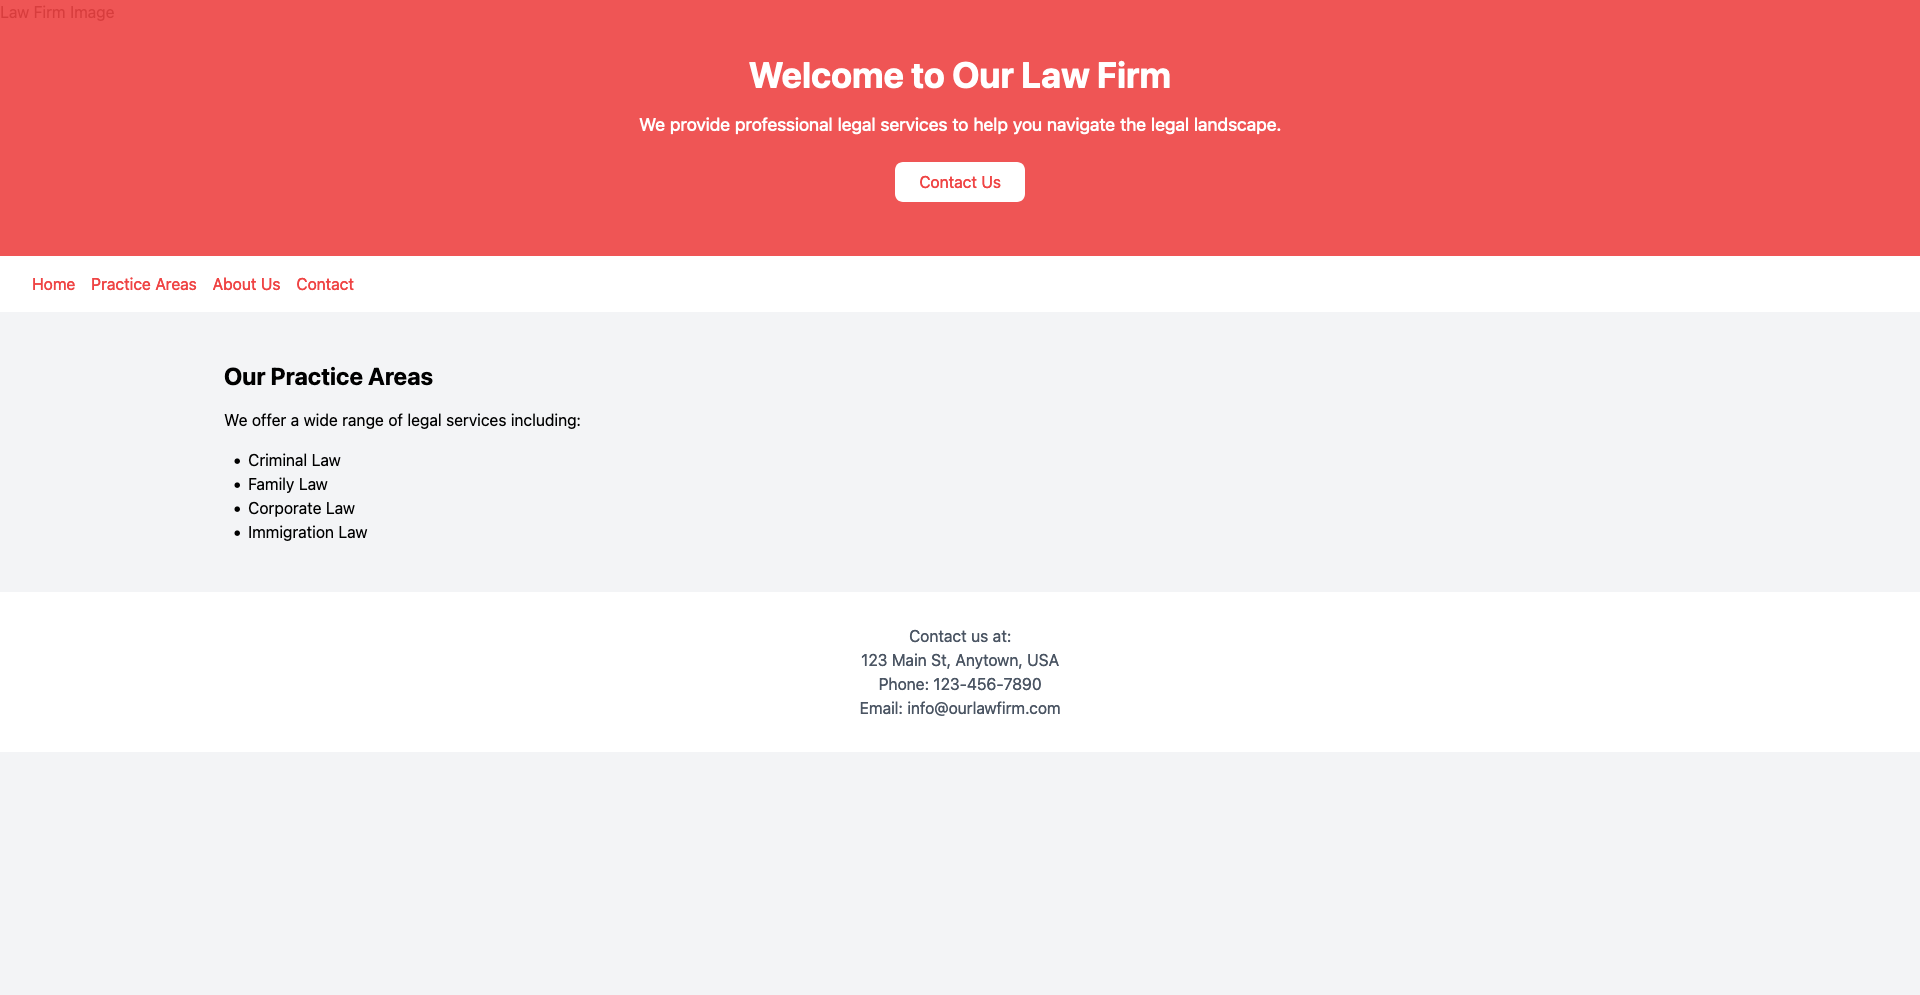 Law Firm Image
Welcome to Our Law Firm
We provide professional legal services to help you navigate the legal landscape.
Contact Us
Home Practice Areas About Us Contact
Our Practice Areas
We offer a wide range of legal services including:
• Criminal Law
• Family Law
• Corporate Law
• Immigration Law
Contact us at:
123 Main St, Anytown, USA
Phone: 123-456-7890
Email: info@ourlawfirm.com